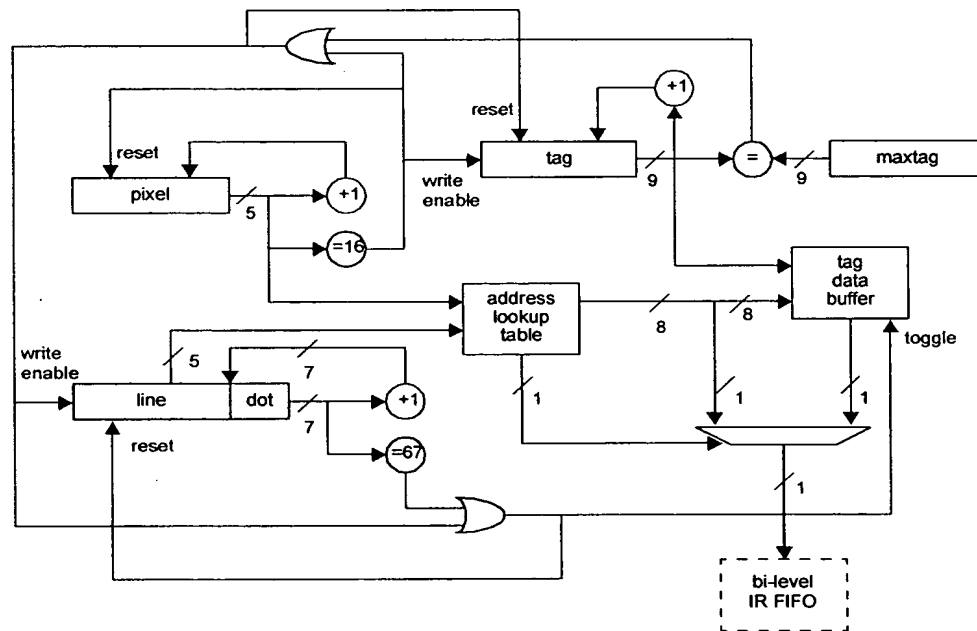 +1
reset
tag
9
=
9
maxtag
write
enable
reset
pixel
5
+1
=16
address
lookup
table
8
8
tag
data
buffer
toggle
5
7
write
enable
line
dot
7
+1
1
1
1
reset
=67
1
bi-level
IR FIFO